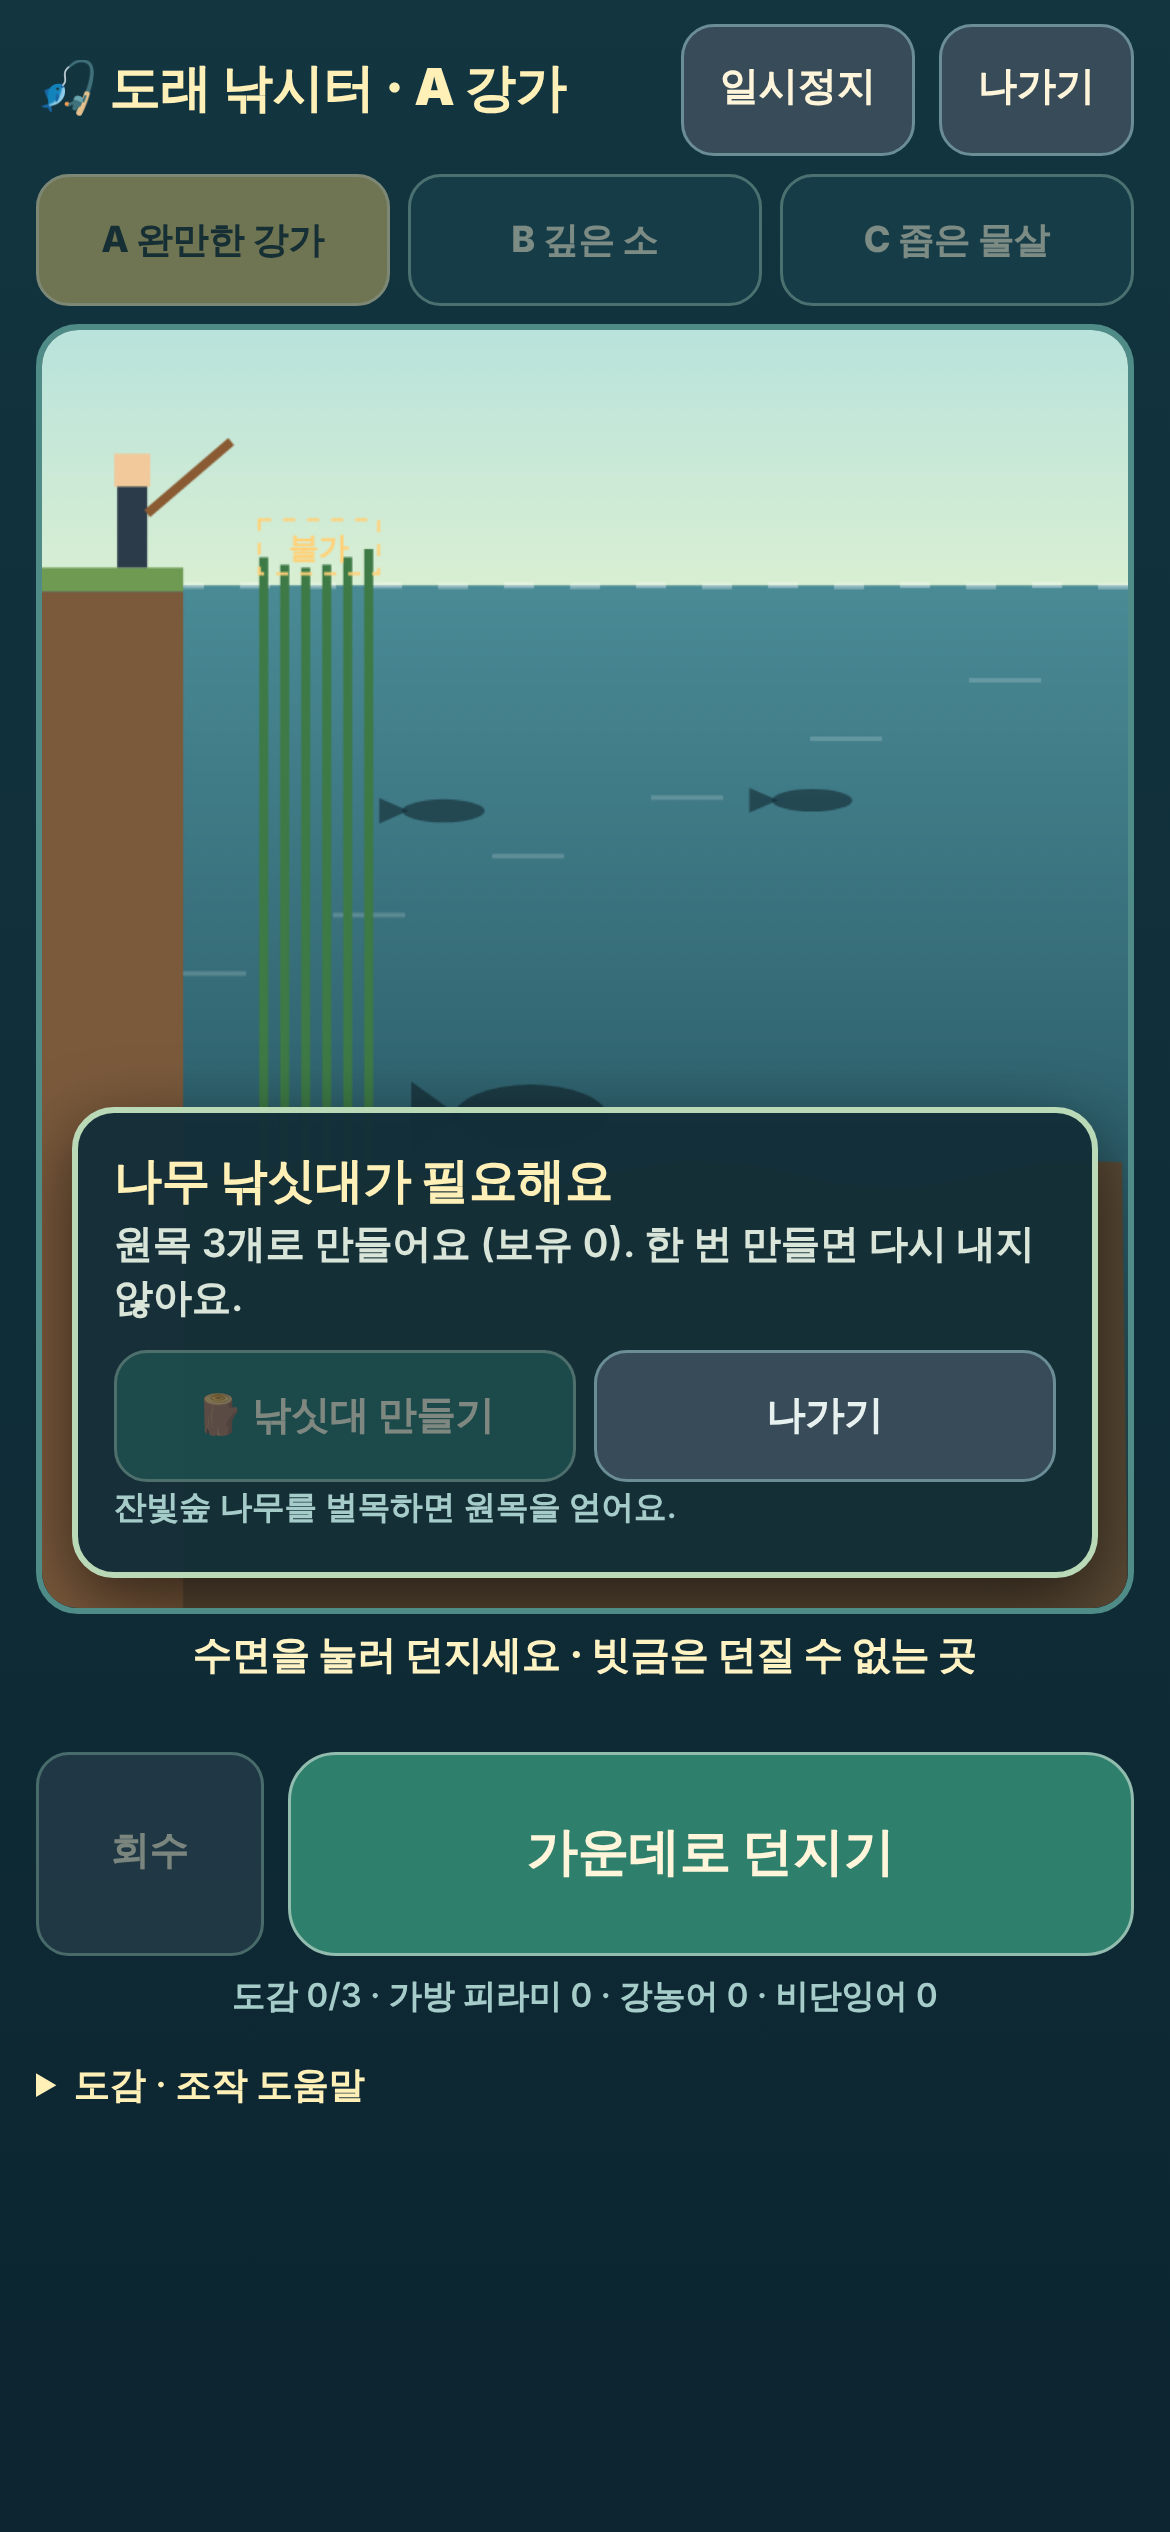 도래 낚시터 · A 강가
일시정지
나가기
A 완만한 강가
B 깊은 소
C 좁은 물살
불가
나무 낚싯대가 필요해요
원목 3개로 만들어요 (보유 0). 한 번 만들면 다시 내지
않아요.
낚싯대 만들기
나가기
잔빛숲 나무를 벌목하면 원목을 얻어요.
수면을 눌러 던지세요 · 빗금은 던질 수 없는 곳
회수
가운데로 던지기
도감 0/3 · 가방 피라미 0 · 강농어 0 · 비단잉어 0
▶ 도감 · 조작 도움말